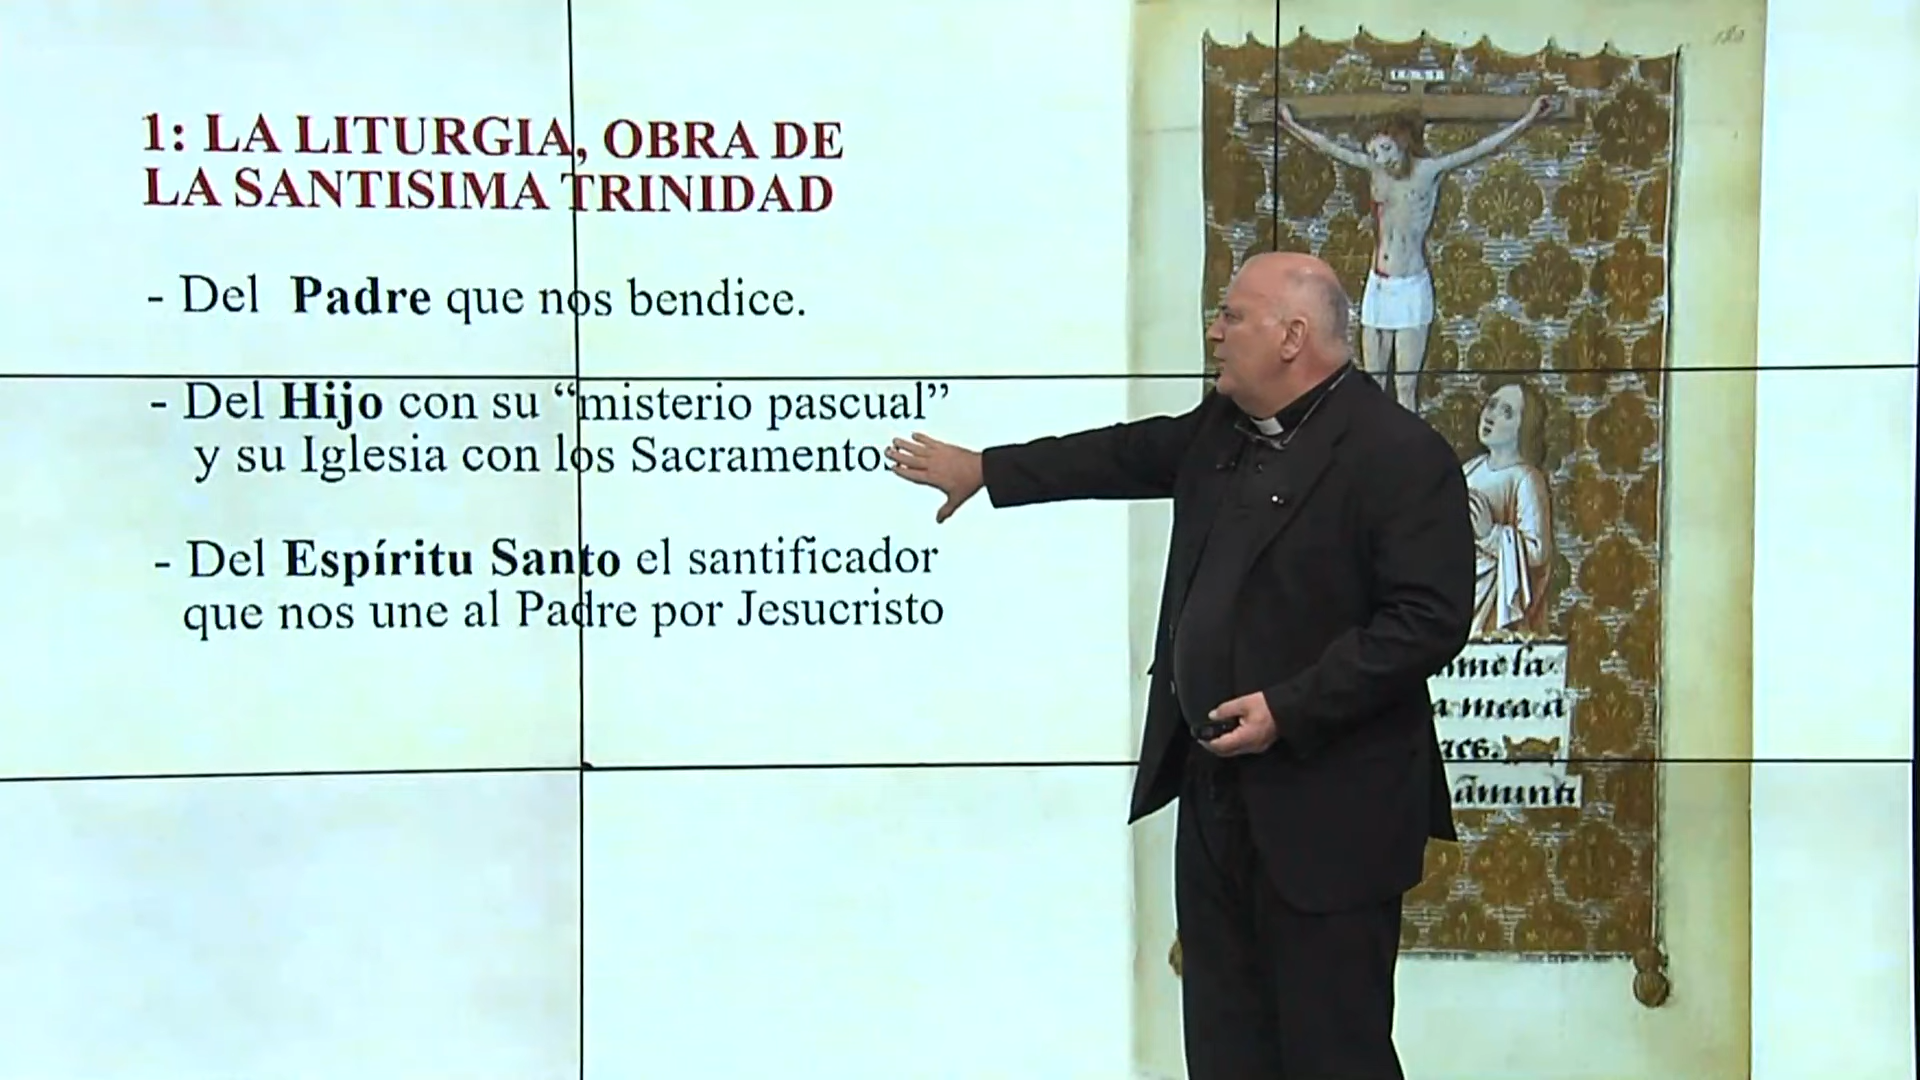 1: LA LITURGIA, OBRA DE
LA SANTISIMA TRINIDAD
- Del Padre que nos bendice.
- Del Hijo con su “misterio pascual”
y su Iglesia con los Sacramentos
- Del Espíritu Santo el santificador
que nos une al Padre por Jesucristo
mea